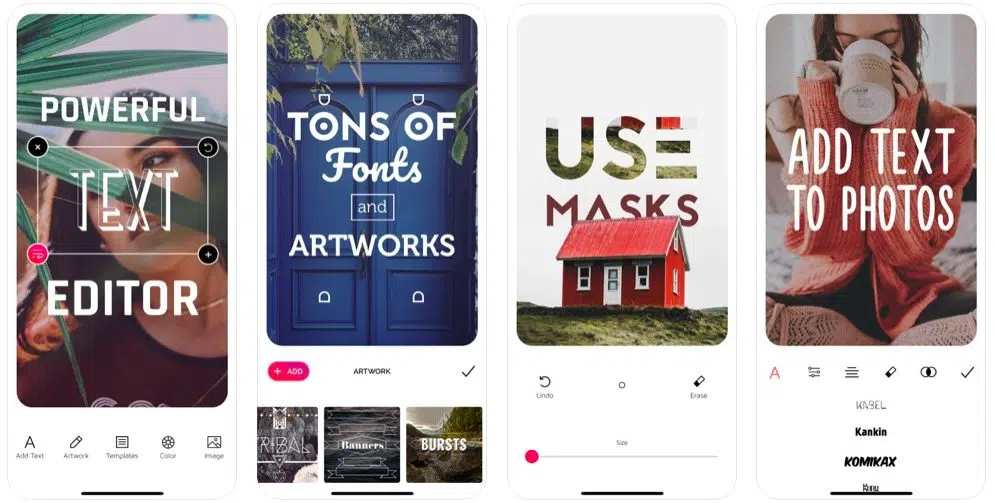 POWERFUL
TEXT
EDITOR
Add Text
Artwork
Templates
Color
Image
TONS OF
Fonts
and
ARTWORKS
+ ADD
ARTWORK
TRIBAL
Banners
BURSTS
USE
MASKS
Undo
Erase
Size
ADD TEXT
TO PHOTOS
A
KABEL
Kankin
KOMIKAX